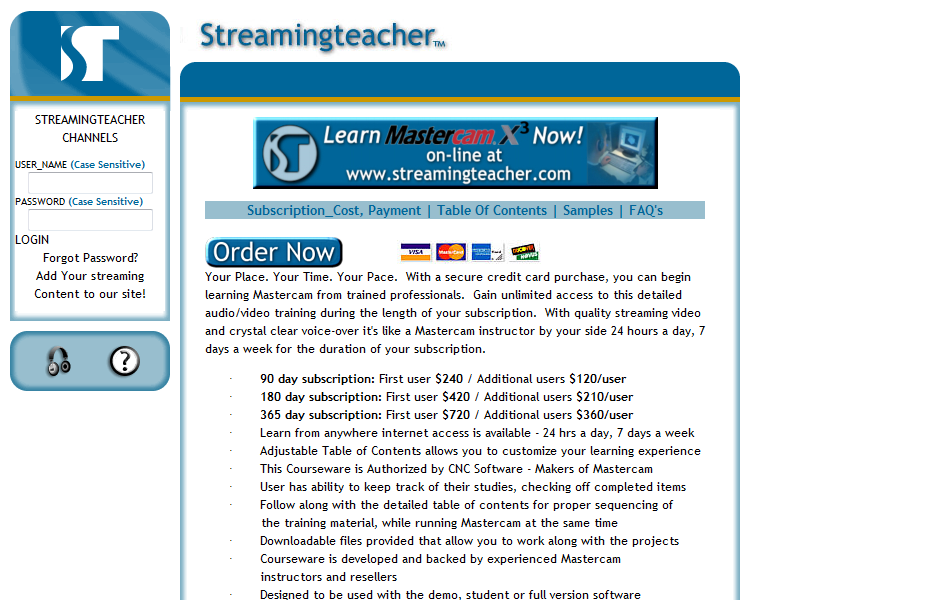 ST
Streamingteacher™
STREAMINGTEACHER
CHANNELS
USER_NAME (Case Sensitive)
PASSWORD (Case Sensitive)
LOGIN
Forgot Password?
Add Your streaming
Content to our site!
?
ST
Learn Mastercam X³ Now!
on-line at
www.streamingteacher.com
Subscription_Cost, Payment | Table Of Contents | Samples | FAQ's
Order Now
VISA MasterCard DISCOVER NOVUS
Your Place. Your Time. Your Pace. With a secure credit card purchase, you can begin
learning Mastercam from trained professionals. Gain unlimited access to this detailed
audio/video training during the length of your subscription. With quality streaming video
and crystal clear voice-over it's like a Mastercam instructor by your side 24 hours a day, 7
days a week for the duration of your subscription.
· 90 day subscription: First user $240 / Additional users $120/user
· 180 day subscription: First user $420 / Additional users $210/user
· 365 day subscription: First user $720 / Additional users $360/user
· Learn from anywhere internet access is available - 24 hrs a day, 7 days a week
· Adjustable Table of Contents allows you to customize your learning experience
· This Courseware is Authorized by CNC Software - Makers of Mastercam
· User has ability to keep track of their studies, checking off completed items
· Follow along with the detailed table of contents for proper sequencing of
the training material, while running Mastercam at the same time
· Downloadable files provided that allow you to work along with the projects
· Courseware is developed and backed by experienced Mastercam
instructors and resellers
· Designed to be used with the demo, student or full version software